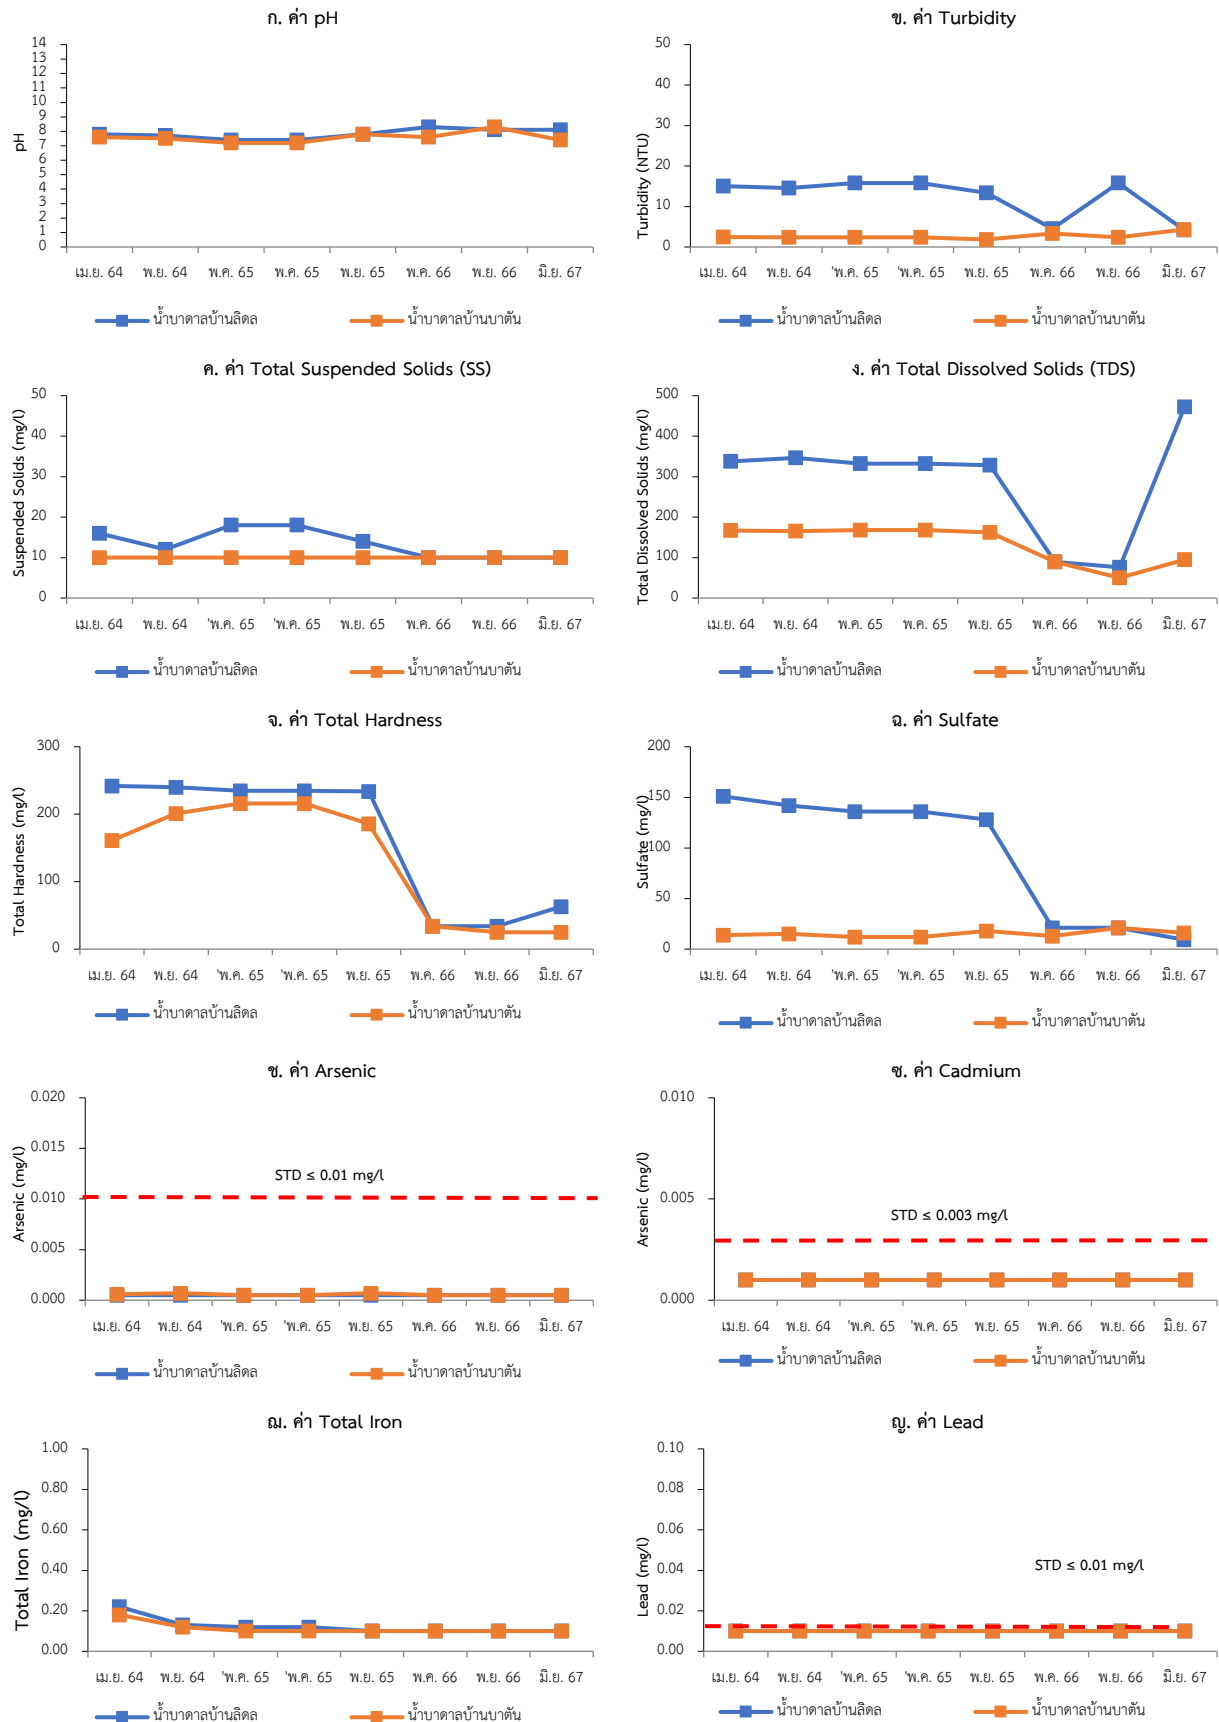 ก. ค่า pH
14
13
12
11
10
9
8
7
6
5
4
3
2
1
0
pH
เม.ย. 64 พ.ย. 64 'พ.ค. 65 'พ.ค. 65 พ.ย. 65 พ.ค. 66 พ.ย. 66 มิ.ย. 67
น้ำบาดาลบ้านลิดล น้ำบาดาลบ้านบาตัน
ข. ค่า Turbidity
50
40
30
20
10
0
Turbidity (NTU)
เม.ย. 64 พ.ย. 64 'พ.ค. 65 'พ.ค. 65 พ.ย. 65 พ.ค. 66 พ.ย. 66 มิ.ย. 67
น้ำบาดาลบ้านลิดล น้ำบาดาลบ้านบาตัน
ค. ค่า Total Suspended Solids (SS)
50
40
30
20
10
0
Suspended Solids (mg/l)
เม.ย. 64 พ.ย. 64 'พ.ค. 65 'พ.ค. 65 พ.ย. 65 พ.ค. 66 พ.ย. 66 มิ.ย. 67
น้ำบาดาลบ้านลิดล น้ำบาดาลบ้านบาตัน
ง. ค่า Total Dissolved Solids (TDS)
500
400
300
200
100
0
Total Dissolved Solids (mg/l)
เม.ย. 64 พ.ย. 64 'พ.ค. 65 'พ.ค. 65 พ.ย. 65 พ.ค. 66 พ.ย. 66 มิ.ย. 67
น้ำบาดาลบ้านลิดล น้ำบาดาลบ้านบาตัน
จ. ค่า Total Hardness
300
200
100
0
Total Hardness (mg/l)
เม.ย. 64 พ.ย. 64 'พ.ค. 65 'พ.ค. 65 พ.ย. 65 พ.ค. 66 พ.ย. 66 มิ.ย. 67
น้ำบาดาลบ้านลิดล น้ำบาดาลบ้านบาตัน
ฉ. ค่า Sulfate
200
150
100
50
0
Sulfate (mg/l)
เม.ย. 64 พ.ย. 64 'พ.ค. 65 'พ.ค. 65 พ.ย. 65 พ.ค. 66 พ.ย. 66 มิ.ย. 67
น้ำบาดาลบ้านลิดล น้ำบาดาลบ้านบาตัน
ช. ค่า Arsenic
0.020
0.015
0.010
0.005
0.000
Arsenic (mg/l)
STD ≤ 0.01 mg/l
เม.ย. 64 พ.ย. 64 'พ.ค. 65 'พ.ค. 65 พ.ย. 65 พ.ค. 66 พ.ย. 66 มิ.ย. 67
น้ำบาดาลบ้านลิดล น้ำบาดาลบ้านบาตัน
ซ. ค่า Cadmium
0.010
0.005
0.000
Arsenic (mg/l)
STD ≤ 0.003 mg/l
เม.ย. 64 พ.ย. 64 'พ.ค. 65 'พ.ค. 65 พ.ย. 65 พ.ค. 66 พ.ย. 66 มิ.ย. 67
น้ำบาดาลบ้านลิดล น้ำบาดาลบ้านบาตัน
ฌ. ค่า Total Iron
1.00
0.80
0.60
0.40
0.20
0.00
Total Iron (mg/l)
เม.ย. 64 พ.ย. 64 'พ.ค. 65 'พ.ค. 65 พ.ย. 65 พ.ค. 66 พ.ย. 66 มิ.ย. 67
น้ำบาดาลบ้านลิดล น้ำบาดาลบ้านบาตัน
ญ. ค่า Lead
0.10
0.08
0.06
0.04
0.02
0.00
Lead (mg/l)
STD ≤ 0.01 mg/l
เม.ย. 64 พ.ย. 64 'พ.ค. 65 'พ.ค. 65 พ.ย. 65 พ.ค. 66 พ.ย. 66 มิ.ย. 67
น้ำบาดาลบ้านลิดล น้ำบาดาลบ้านบาตัน